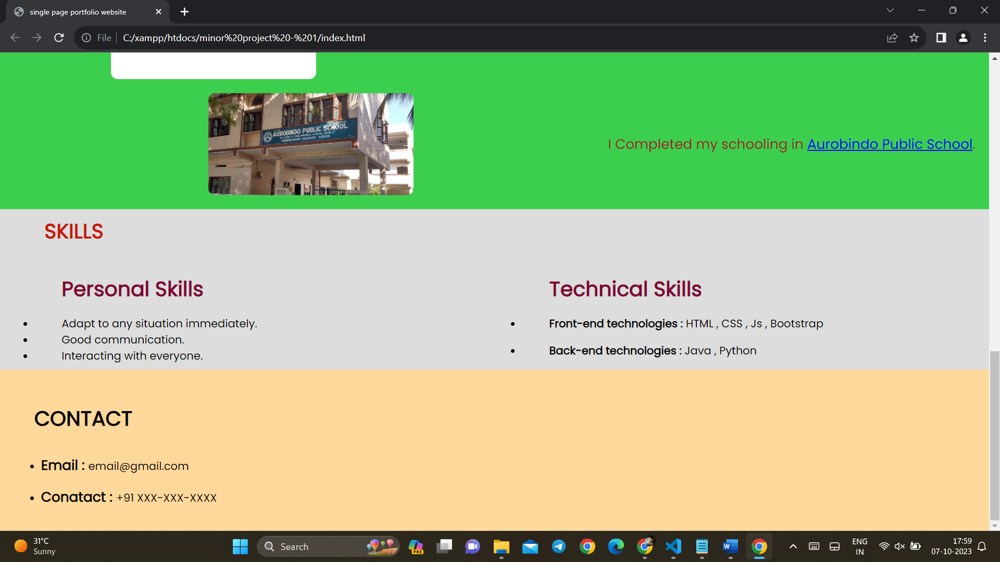 single page portfolio website
File
C:/xampp/htdocs/minor%20project%20-%201/index.html
AUROBINDO PUBLIC SCHOOL
I Completed my schooling in Aurobindo Public School.
SKILLS
Personal Skills
Adapt to any situation immediately.
Good communication.
Interacting with everyone.
Technical Skills
Front-end technologies : HTML , CSS , Js , Bootstrap
Back-end technologies : Java , Python
CONTACT
Email : email@gmail.com
Conatact : +91 XXX-XXX-XXXX
31°C
Sunny
Search
PRE
W
ENG
IN
17:59
07-10-2023